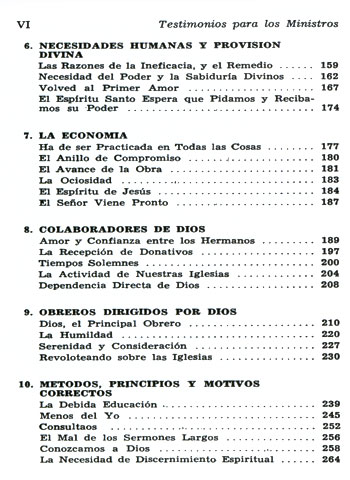 VI Testimonios para los Ministros
6. NECESIDADES HUMANAS Y PROVISION
DIVINA
Las Razones de la Ineficacia, y el Remedio ..... 159
Necesidad del Poder y la Sabiduría Divinos .... 162
Volved al Primer Amor .................... 167
El Espíritu Santo Espera que Pidamos y Reciba-
mos su Poder ......................... 174
7. LA ECONOMIA
Ha de ser Practicada en Todas las Cosas ........ 177
El Anillo de Compromiso .................. 180
El Avance de la Obra ..................... 181
La Ociosidad ............................ 183
El Espíritu de Jesús ...................... 184
El Señor Viene Pronto .................... 187
8. COLABORADORES DE DIOS
Amor y Confianza entre los Hermanos ......... 189
La Recepción de Donativos ................ 197
Tiempos Solemnes ....................... 200
La Actividad de Nuestras Iglesias ............ 204
Dependencia Directa de Dios ............... 208
9. OBREROS DIRIGIDOS POR DIOS
Dios, el Principal Obrero .................. 210
La Humildad ............................ 220
Serenidad y Consideración ................. 227
Revoloteando sobre las Iglesias .............. 230
10. METODOS, PRINCIPIOS Y MOTIVOS
CORRECTOS
La Debida Educación ..................... 239
Menos del Yo ........................... 245
Consultaos ............................. 252
El Mal de los Sermones Largos .............. 256
Conozcamos a Dios ...................... 258
La Necesidad de Discernimiento Espiritual ...... 264